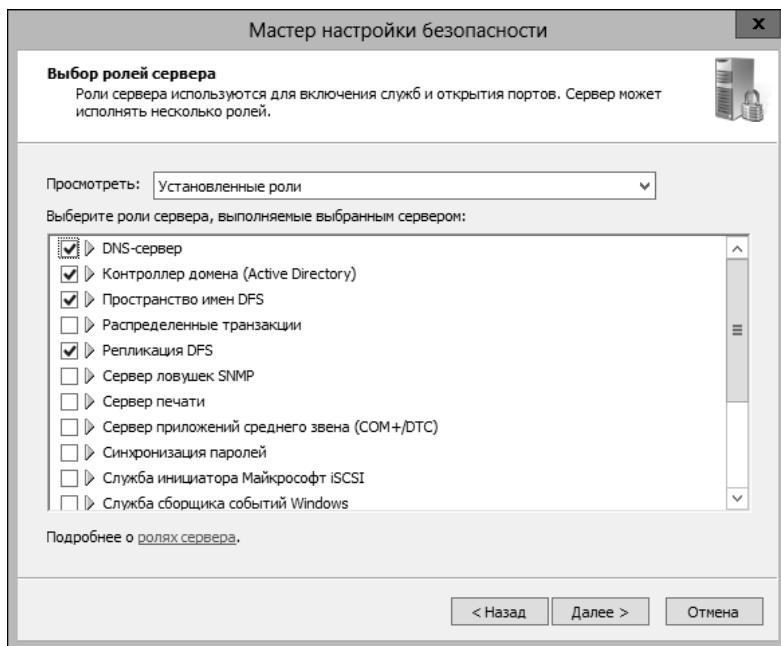 Мастер настройки безопасности
x
Выбор ролей сервера
Роли сервера используются для включения служб и открытия портов. Сервер может
исполнять несколько ролей.
Просмотреть: Установленные роли
Выберите роли сервера, выполняемые выбранным сервером:
DNS-сервер
Контроллер домена (Active Directory)
Пространство имен DFS
Распределенные транзакции
Репликация DFS
Сервер ловушек SNMP
Сервер печати
Сервер приложений среднего звена (COM+/DTC)
Синхронизация паролей
Служба инициатора Майкрософт iSCSI
Служба сборщика событий Windows
Подробнее о ролях сервера.
< Назад Далее > Отмена